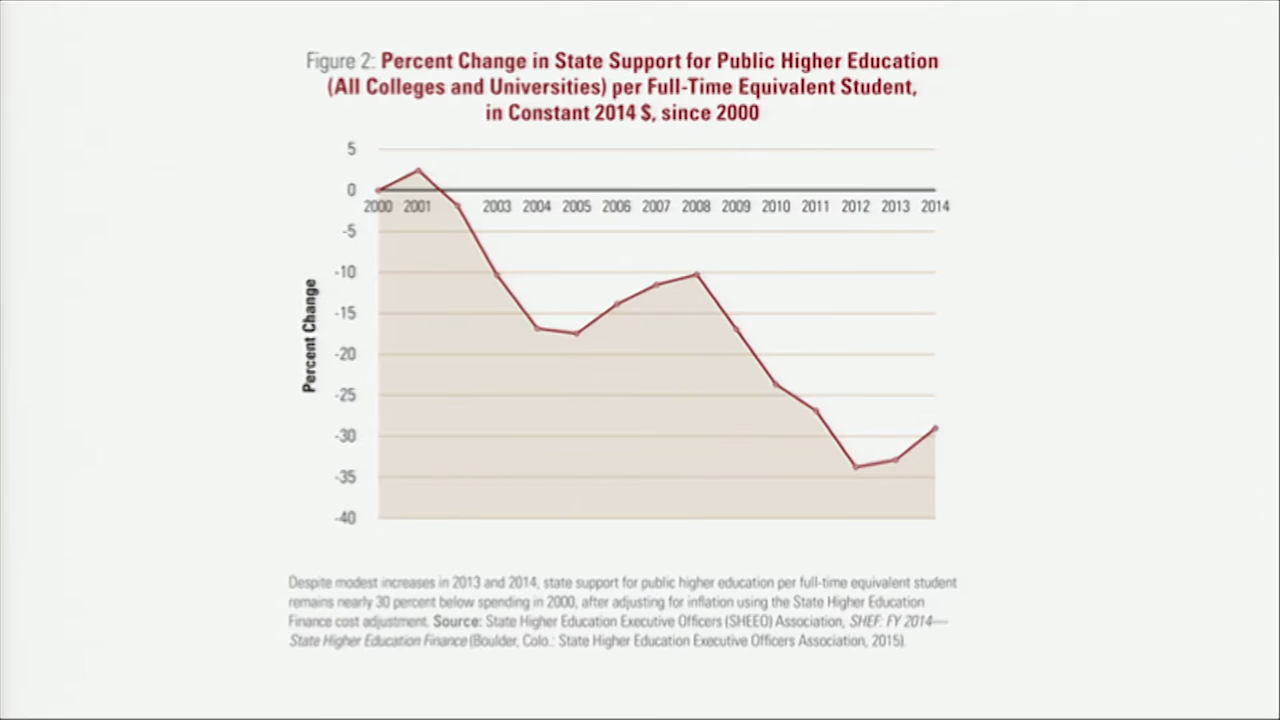 Figure 2: Percent Change in State Support for Public Higher Education
(All Colleges and Universities) per Full-Time Equivalent Student,
in Constant 2014 $, since 2000
5
0
2000 2001 2003 2004 2005 2006 2007 2008 2009 2010 2011 2012 2013 2014
-5
-10
-15
-20
-25
-30
-35
-40
Percent Change
Despite modest increases in 2013 and 2014, state support for public higher education per full-time equivalent student
remains nearly 30 percent below spending in 2000, after adjusting for inflation using the State Higher Education
Finance cost adjustment. Source: State Higher Education Executive Officers (SHEEO) Association, SHEF: FY 2014—
State Higher Education Finance (Boulder, Colo.: State Higher Education Executive Officers Association, 2015).